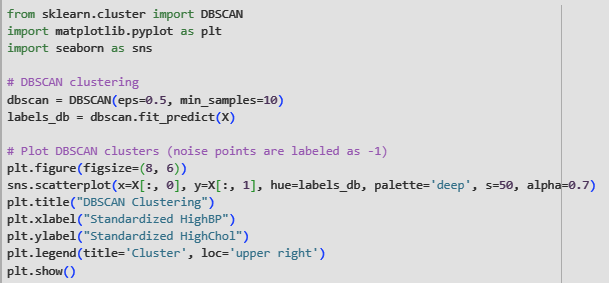 from sklearn.cluster import DBSCAN
import matplotlib.pyplot as plt
import seaborn as sns
# DBSCAN clustering
dbscan = DBSCAN(eps=0.5, min_samples=10)
labels_db = dbscan.fit_predict(X)
# Plot DBSCAN clusters (noise points are labeled as -1)
plt.figure(figsize=(8, 6))
sns.scatterplot(x=X[:, 0], y=X[:, 1], hue=labels_db, palette='deep', s=50, alpha=0.7)
plt.title("DBSCAN Clustering")
plt.xlabel("Standardized HighBP")
plt.ylabel("Standardized HighChol")
plt.legend(title='Cluster', loc='upper right')
plt.show()